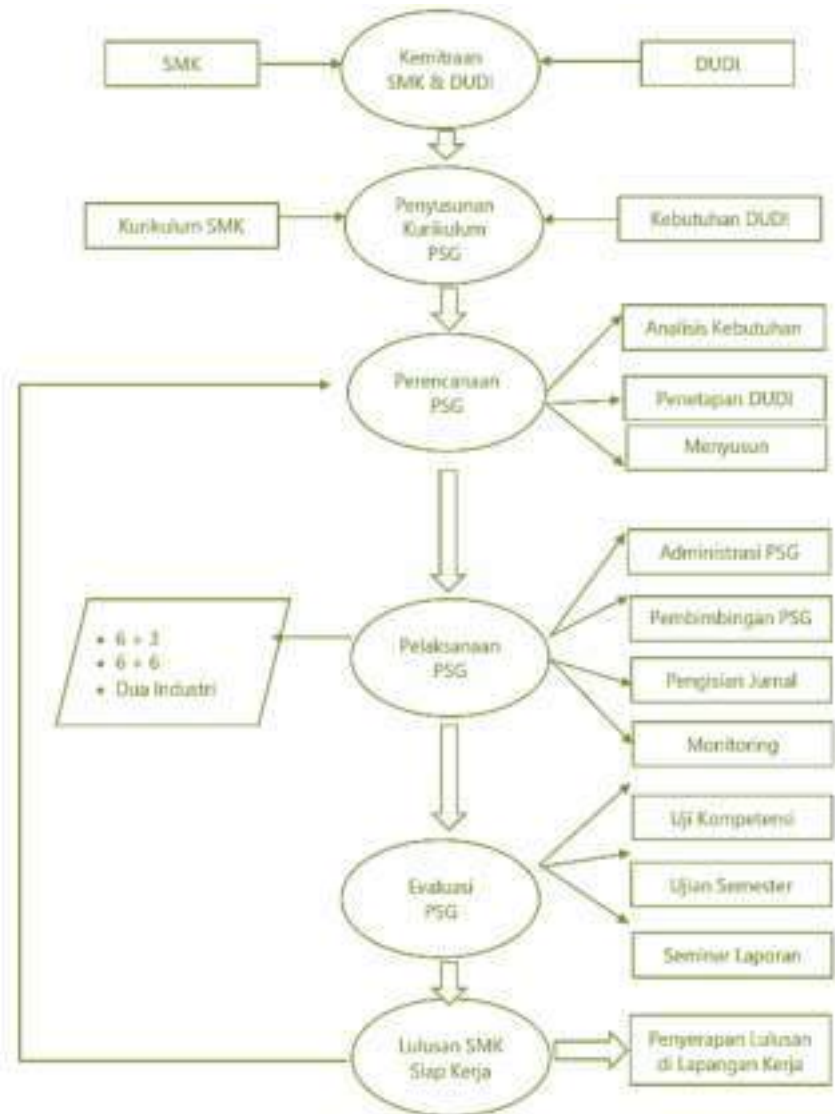 SMK
Kemitraan
SMK & DUDI
DUDI
Kurikulum SMK
Penyusunan
Kurikulum
PSG
Kebutuhan DUDI
Perencanaan
PSG
Analisis Kebutuhan
Penetapan DUDI
Menyusun
• 6 + 3
• 6 + 6
• Dua Industri
Pelaksanaan
PSG
Administrasi PSG
Pembimbingan PSG
Pengisian Jurnal
Monitoring
Evaluasi
PSG
Uji Kompetensi
Ujian Semester
Seminar Laporan
Lulusan SMK
Siap Kerja
Penyerapan Lulusan
di Lapangan Kerja